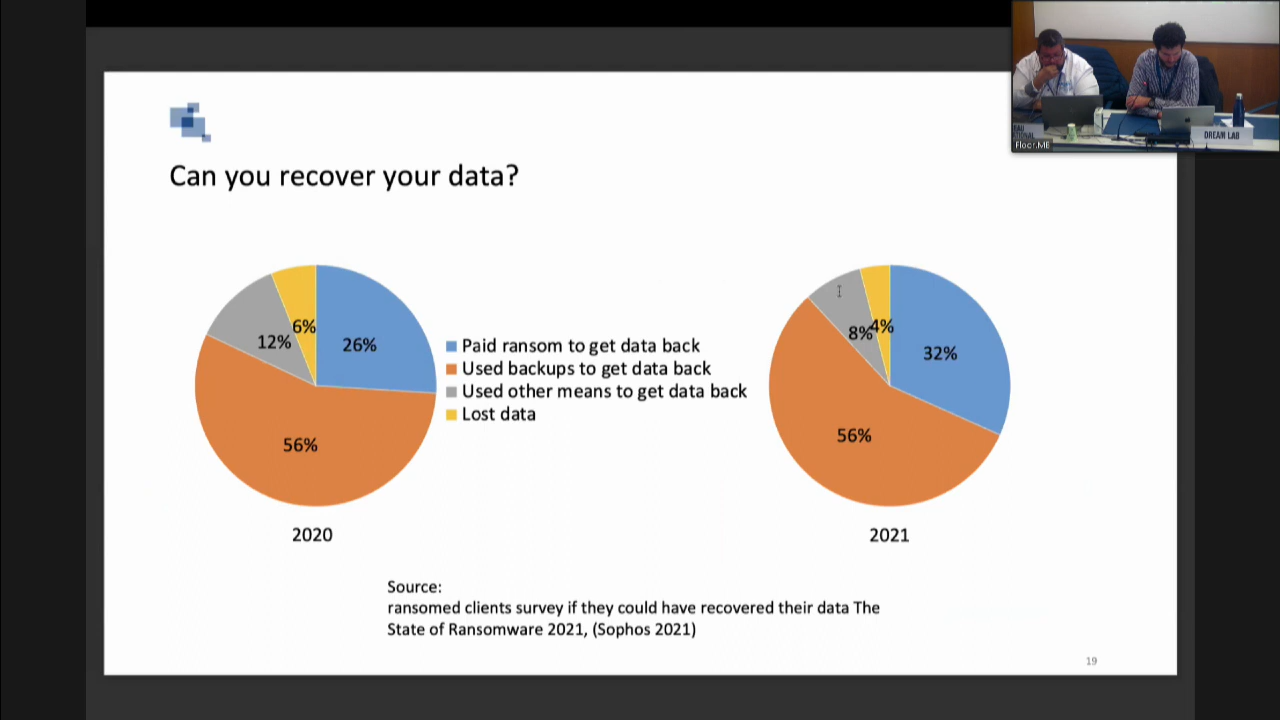 Can you recover your data?
6%
12%
26%
56%
2020
Paid ransom to get data back
Used backups to get data back
Used other means to get data back
Lost data
4%
8%
32%
56%
2021
Source:
ransomed clients survey if they could have recovered their data The
State of Ransomware 2021, (Sophos 2021)
19
DREAM LAB
Floor.ME